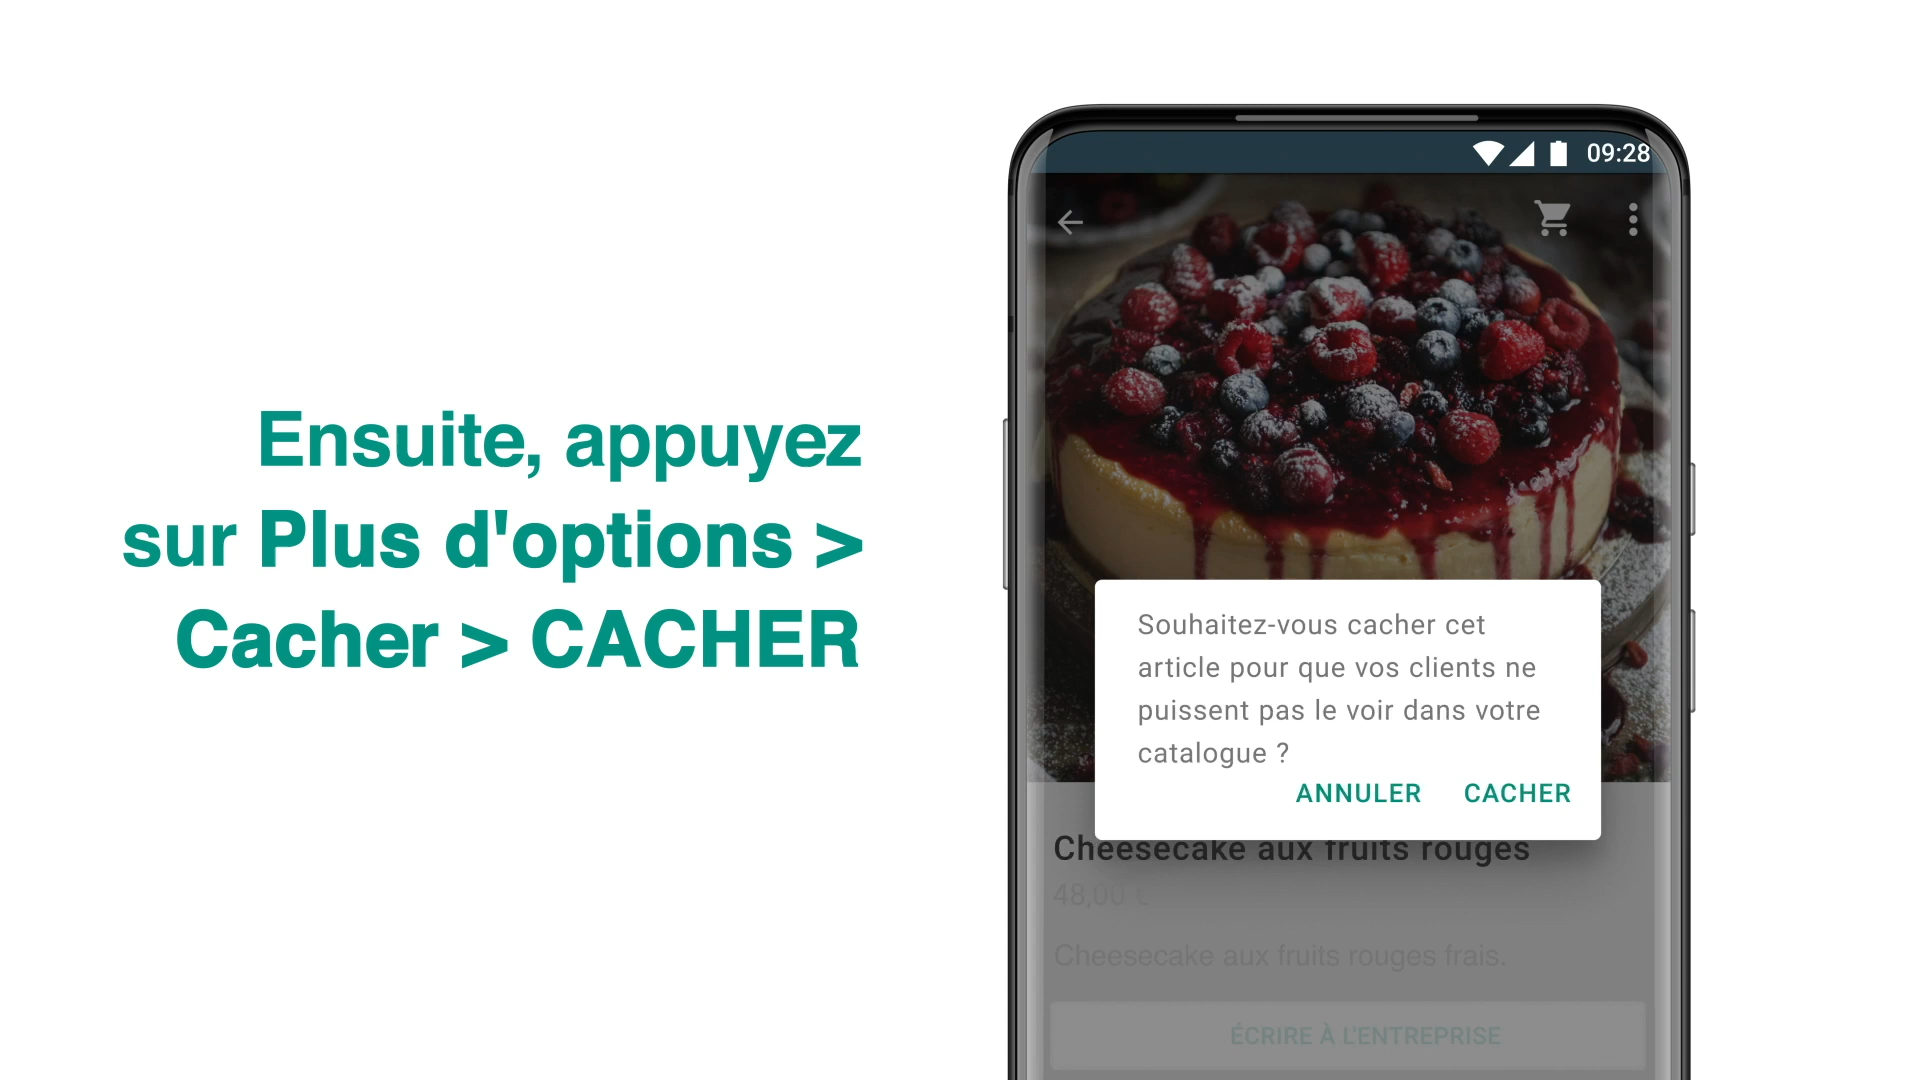 Ensuite, appuyez
sur Plus d'options >
Cacher > CACHER
09:28
Souhaitez-vous cacher cet
article pour que vos clients ne
puissent pas le voir dans votre
catalogue ?
ANNULER CACHER
Cheesecake aux fruits rouges
48,00 €
Cheesecake aux fruits rouges frais.
ÉCRIRE À L'ENTREPRISE